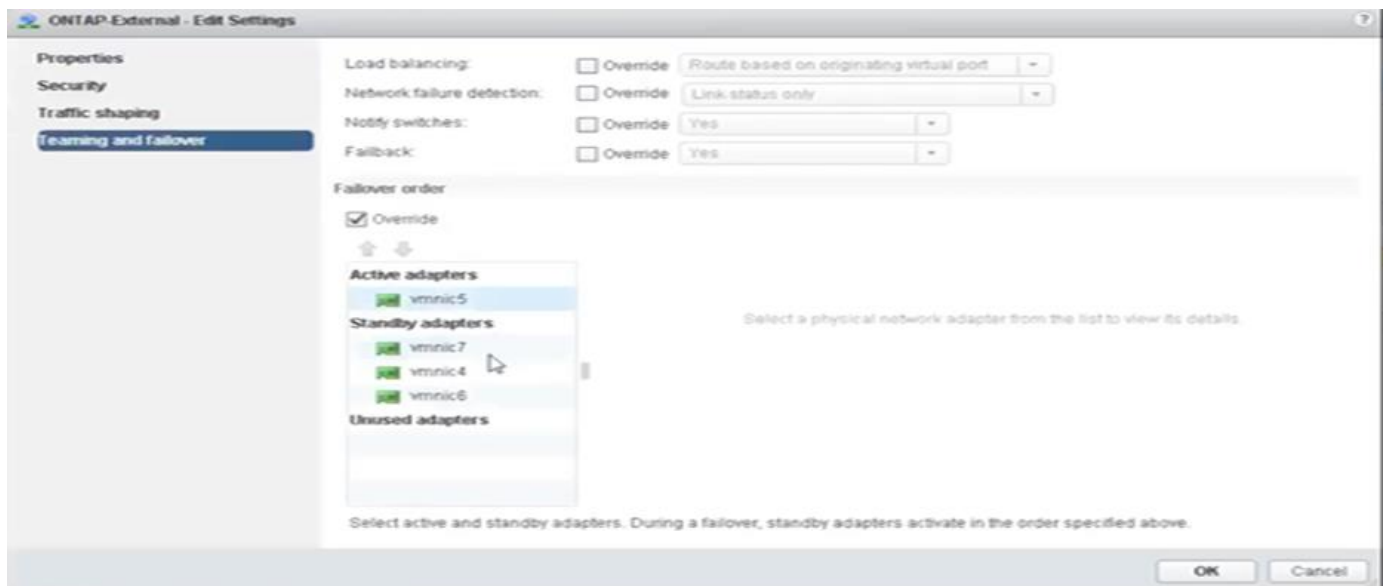 ONTAP-External - Edit Settings
?
Properties
Security
Traffic shaping
Teaming and failover
Load balancing: Override Route based on originating virtual port
Network failure detection: Override Link status only
Notify switches: Override Yes
Failback: Override Yes
Failover order
Override
Active adapters
vmnic5
Standby adapters
vmnic7
vmnic4
vmnic6
Unused adapters
Select a physical network adapter from the list to view its details.
Select active and standby adapters. During a failover, standby adapters activate in the order specified above.
OK Cancel